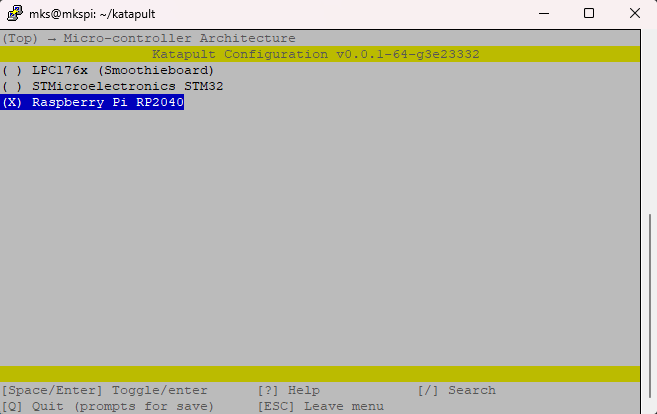 mks@mkspi: ~/katapult
(Top) → Micro-controller Architecture
Katapult Configuration v0.0.1-64-g3e23332
( ) LPC176x (Smoothieboard)
( ) STMicroelectronics STM32
(X) Raspberry Pi RP2040
[Space/Enter] Toggle/enter [?] Help [/] Search
[Q] Quit (prompts for save) [ESC] Leave menu